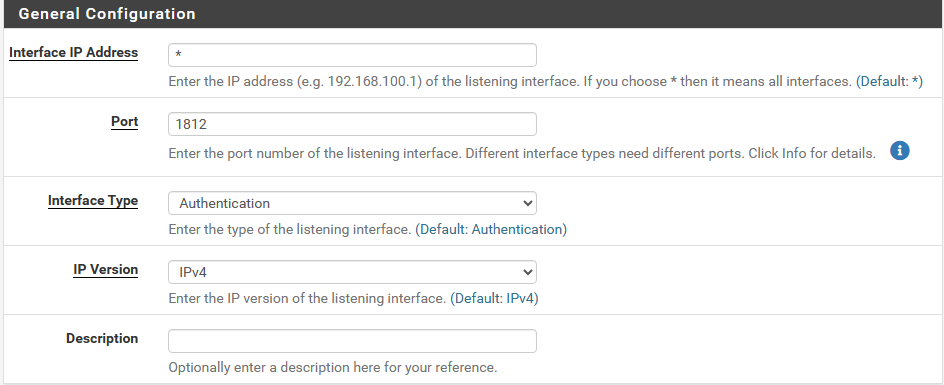 General Configuration
Interface IP Address
*
Enter the IP address (e.g. 192.168.100.1) of the listening interface. If you choose * then it means all interfaces. (Default: *)
Port
1812
Enter the port number of the listening interface. Different interface types need different ports. Click Info for details.
Interface Type
Authentication
Enter the type of the listening interface. (Default: Authentication)
IP Version
IPv4
Enter the IP version of the listening interface. (Default: IPv4)
Description
Optionally enter a description here for your reference.